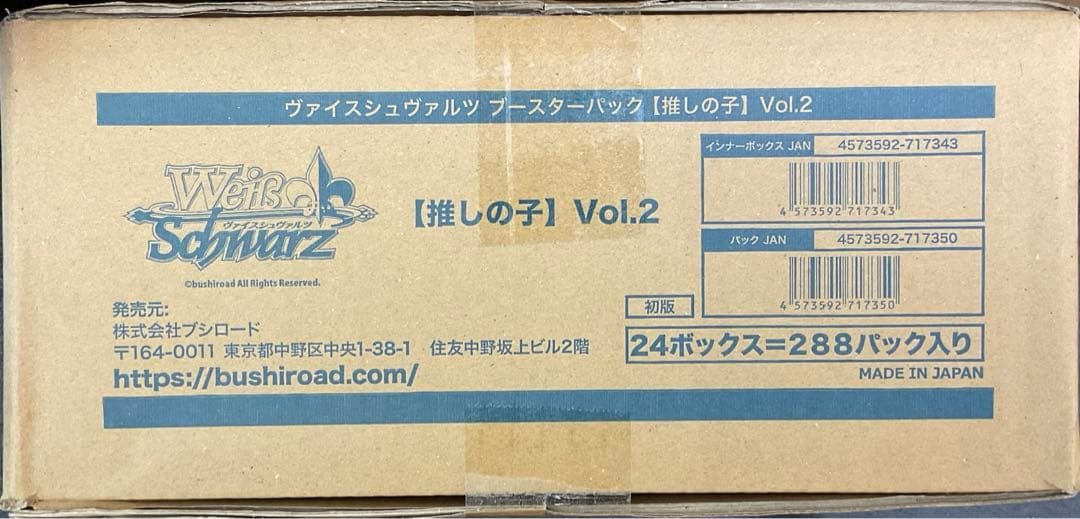 ヴァイスシュヴァルツ ブースターパック【推しの子】Vol.2
Weiß
ヴァイスシュヴァルツ
Schwarz
©bushiroad All Rights Reserved.
【推しの子】Vol.2
インナーボックス JAN 4573592-717343
4 573592 717343
パック JAN 4573592-717350
4 573592 717350
初版
24ボックス=288パック入り
MADE IN JAPAN
発売元:
株式会社ブシロード
〒164-0011 東京都中野区中央1-38-1 住友中野坂上ビル2階
https://bushiroad.com/